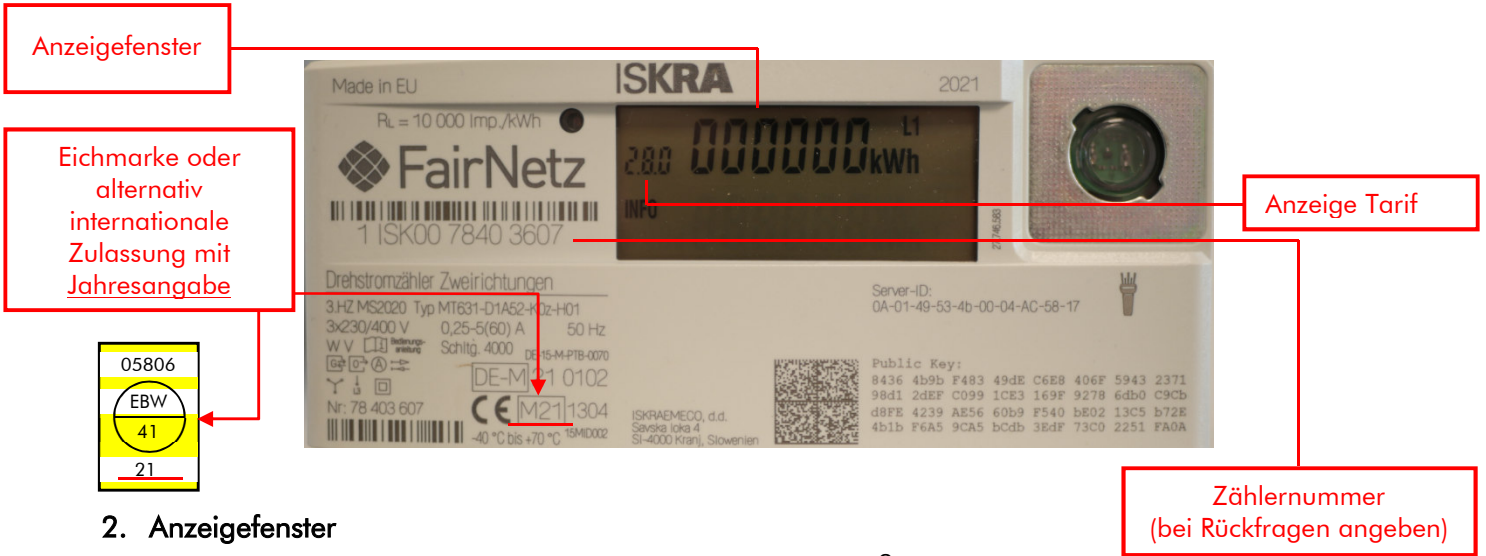 Anzeigefenster
Eichmarke oder
alternativ
internationale
Zulassung mit
Jahresangabe
05806
EBW
41
21
Made in EU
ISKRA
2021
RL = 10 000 Imp./kWh
FairNetz
1 ISK00 7840 3607
2.8.0 000000 kWh L1
INFO
Anzeige Tarif
Drehstromzähler Zweirichtungen
3.HZ MS2020 Typ MT631-D1A52-K0z-H01
3x230/400 V 0,25-5(60) A 50 Hz
W V Bedienungs-
anleitung Schltg. 4000
DE-15-M-PTB-0070
DE-M 21 0102
Nr: 78 403 607
CE M21 1304
-40 °C bis +70 °C 15MID002
ISKRAEMECO, d.d.
Savska loka 4
SI-4000 Kranj, Slowenien
Server-ID:
0A-01-49-53-4b-00-04-AC-58-17
Public Key:
8436 4b9b F483 49dE C6E8 406F 5943 2371
98d1 2dEF C099 1CE3 169F 9278 6db0 C9Cb
d8FE 4239 AE56 60b9 F540 bE02 13C5 b72E
4b1b F6A5 9CA5 bCdb 3EdF 73C0 2251 FA0A
Zählernummer
(bei Rückfragen angeben)
2. Anzeigefenster